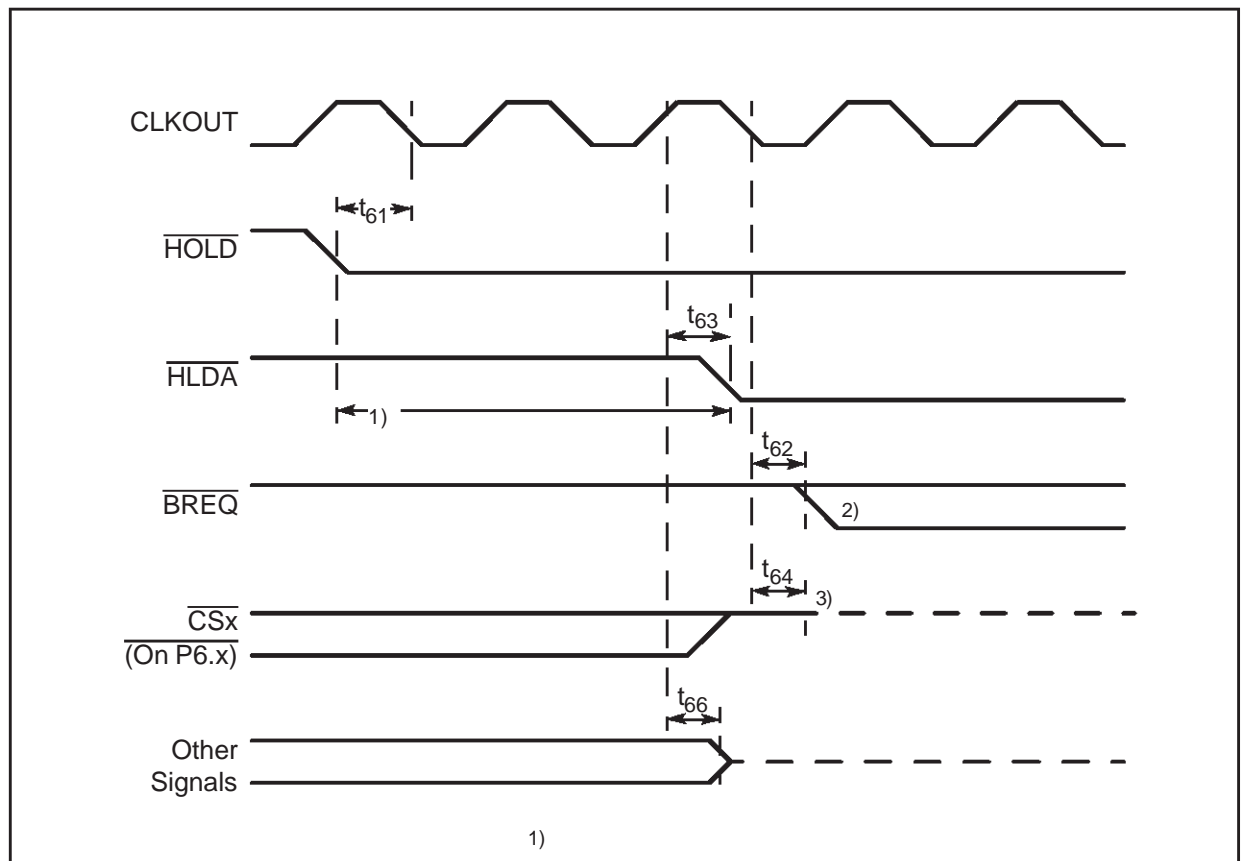 CLKOUT
t61
HOLD
t63
HLDA
1)
t62
BREQ
2)
t64
3)
CSx
(On P6.x)
t66
Other
Signals
1)